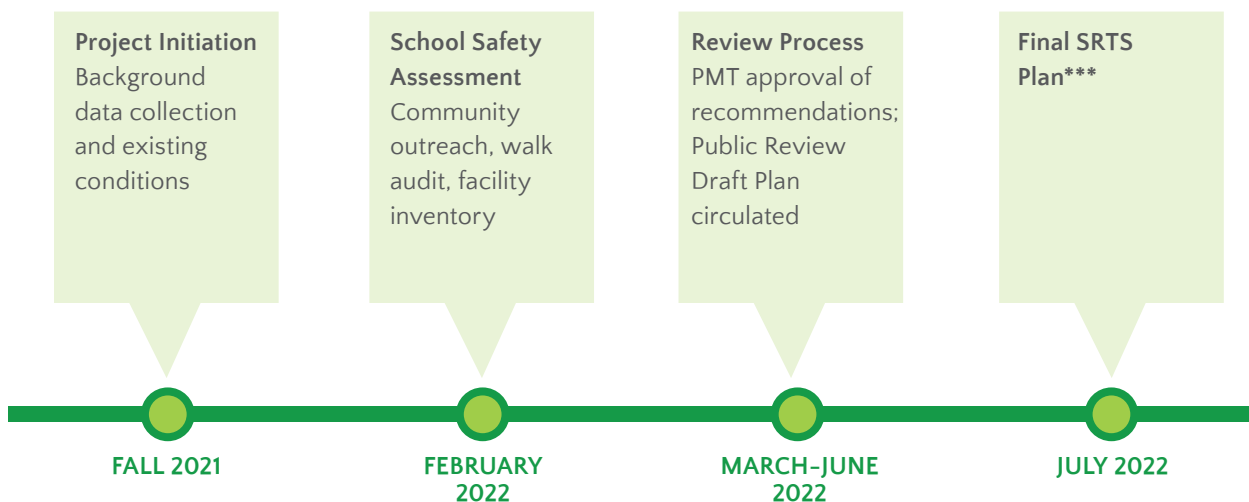 Project Initiation
Background
data collection
and existing
conditions
School Safety
Assessment
Community
outreach, walk
audit, facility
inventory
Review Process
PMT approval of
recommendations;
Public Review
Draft Plan
circulated
Final SRTS
Plan***
FALL 2021
FEBRUARY
2022
MARCH-JUNE
2022
JULY 2022